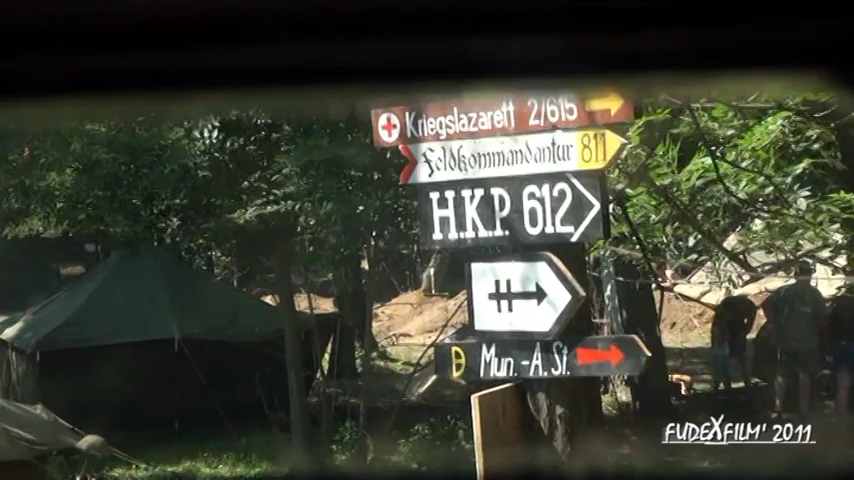 Kriegslazarett 2/615
Feldkommandantur 811
H.K.P. 612
D Mun.-A.St.
FUDEXFILM' 2011